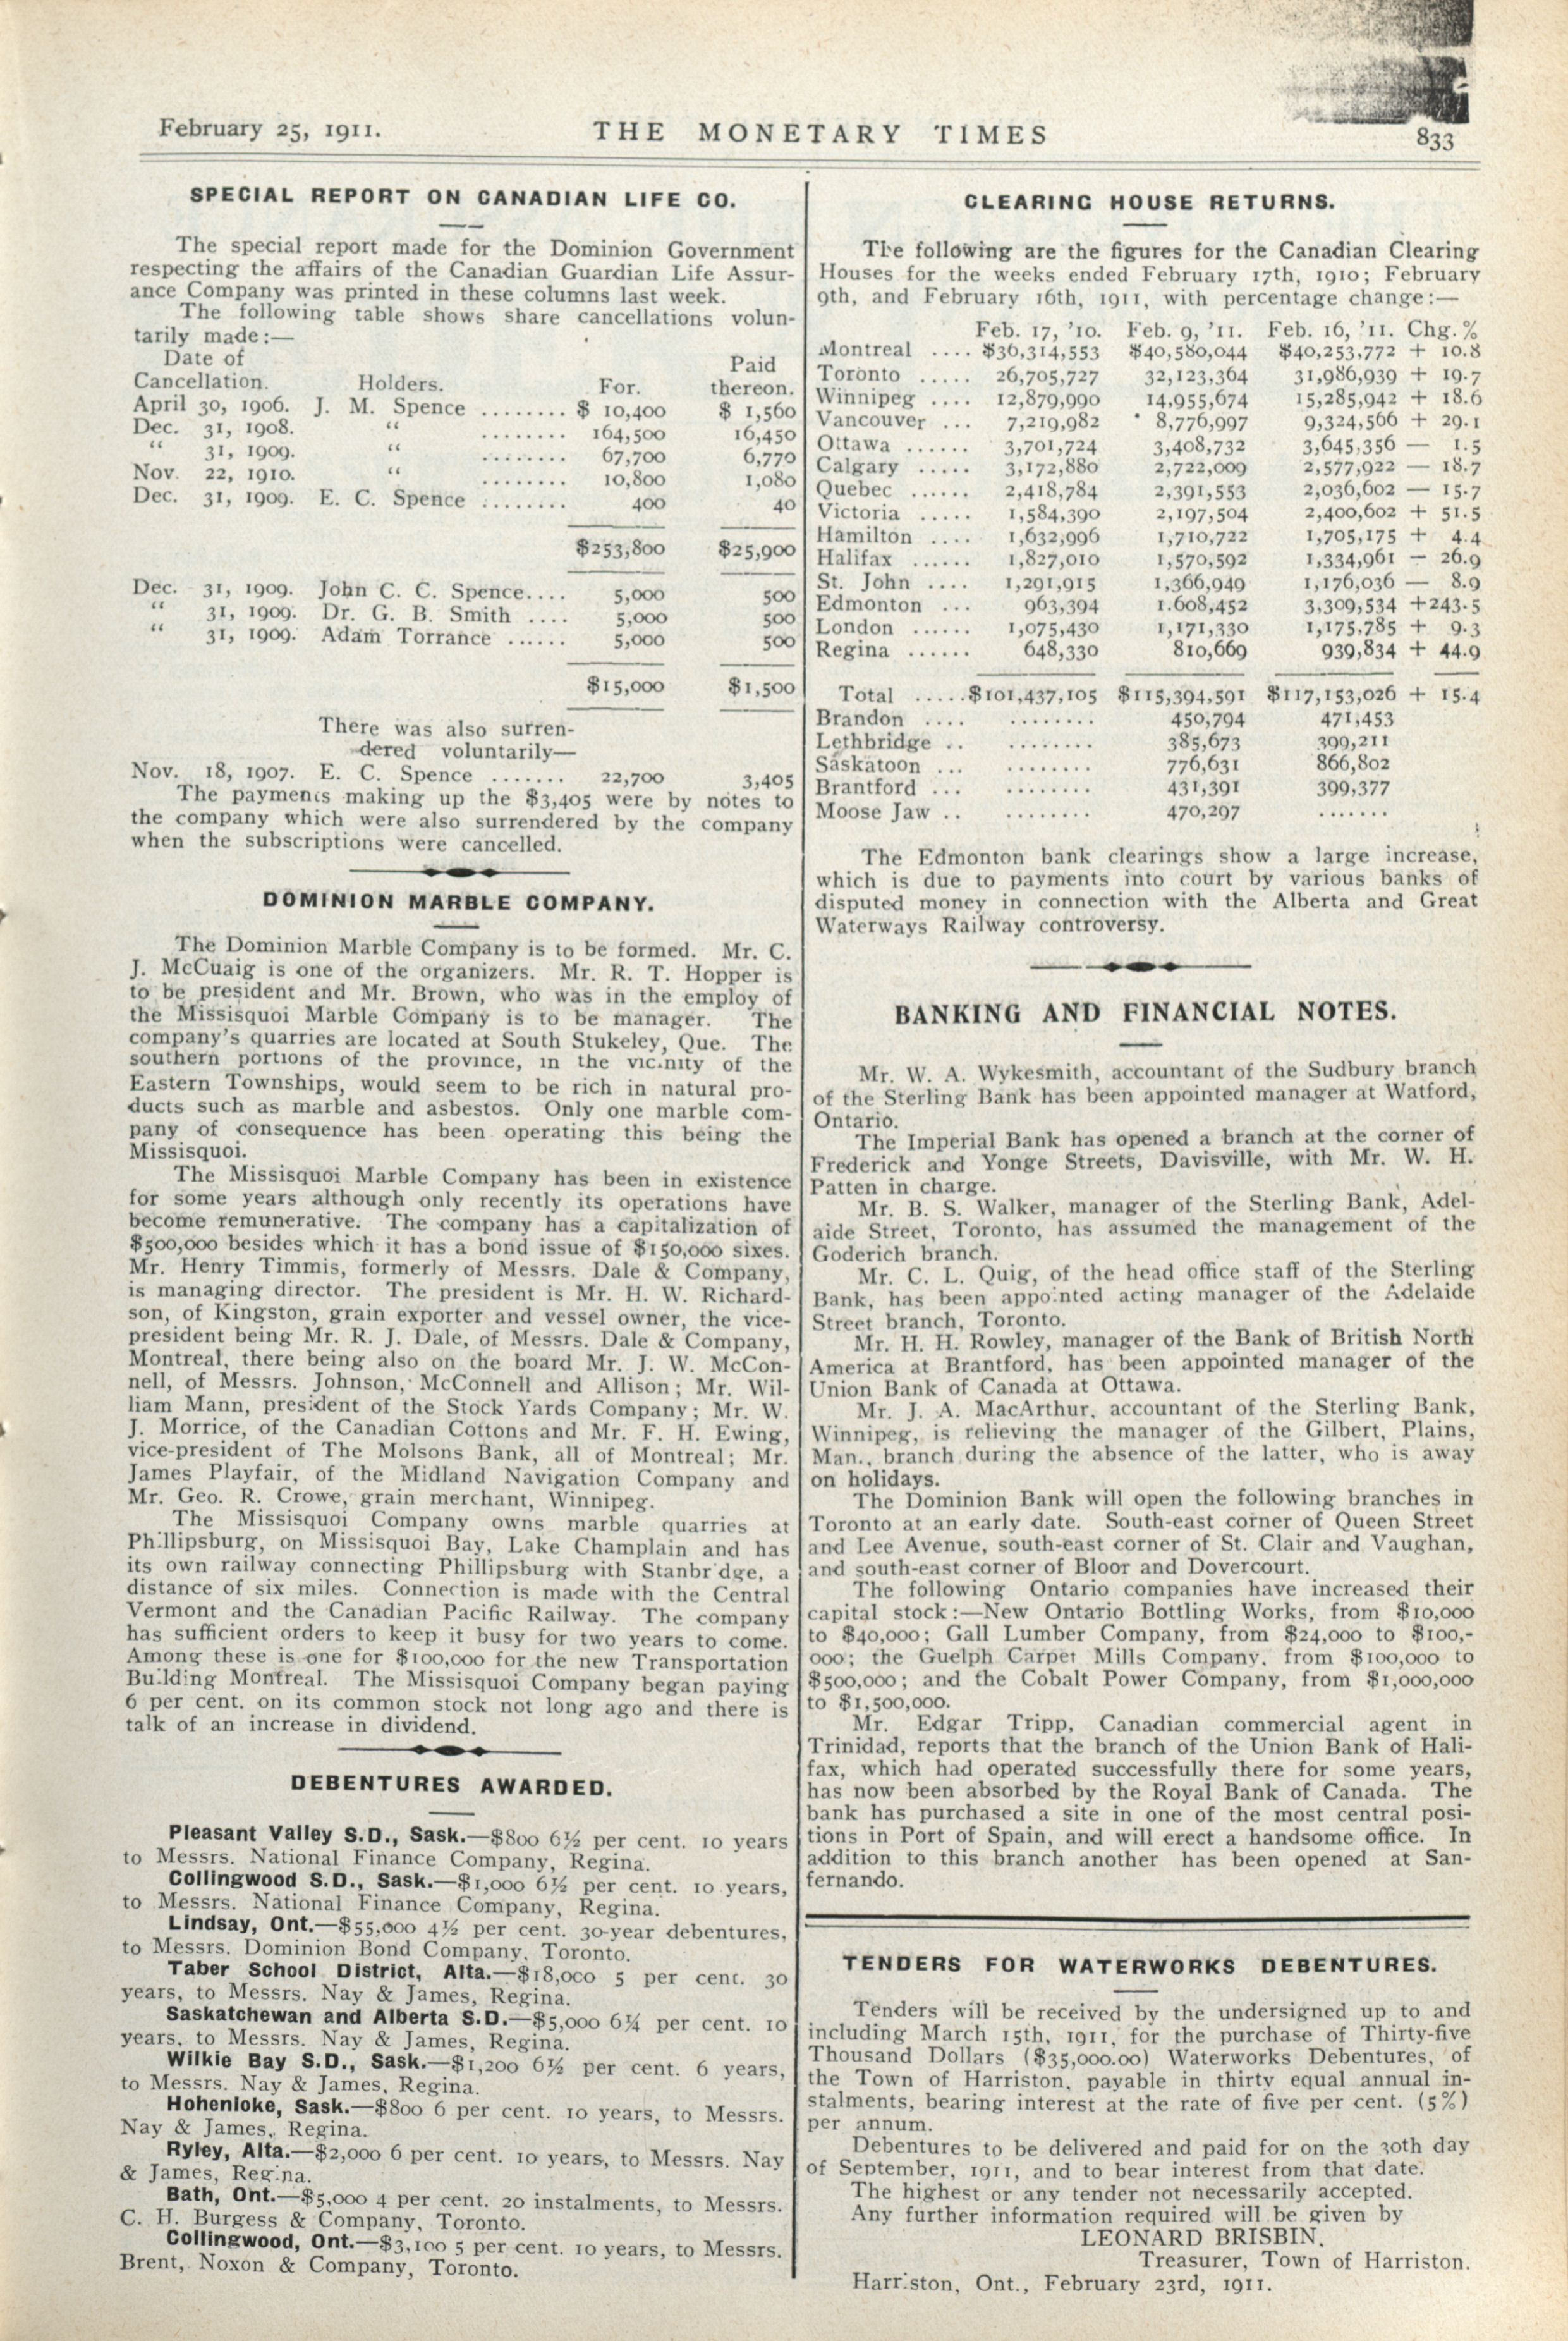 February 25, 1911.
THE MONETARY TIMES
833
SPECIAL REPORT ON CANADIAN LIFE CO.
The special report made for the Dominion Government
respecting the affairs of the Canadian Guardian Life Assur-
ance Company was printed in these columns last week.
The following table shows share cancellations volun-
tarily made:—
Date of Paid
Cancellation. Holders. For. thereon.
April 30, 1906. J. M. Spence ........ $ 10,400 $ 1,560
Dec. 31, 1908. “ ........ 164,500 16,450
“ 31, 1909. “ ........ 67,700 6,770
Nov. 22, 1910. “ ........ 10,800 1,080
Dec. 31, 1909. E. C. Spence ........ 400 40
$253,800 $25,900
Dec. 31, 1909. John C. C. Spence.... 5,000 500
“ 31, 1909. Dr. G. B. Smith .... 5,000 500
“ 31, 1909. Adam Torrance ...... 5,000 500
$15,000 $1,500
There was also surren-
dered voluntarily—
Nov. 18, 1907. E. C. Spence ....... 22,700 3,405
The payments making up the $3,405 were by notes to
the company which were also surrendered by the company
when the subscriptions were cancelled.
DOMINION MARBLE COMPANY.
The Dominion Marble Company is to be formed. Mr. C.
J. McCuaig is one of the organizers. Mr. R. T. Hopper is
to be president and Mr. Brown, who was in the employ of
the Missisquoi Marble Company is to be manager. The
company's quarries are located at South Stukeley, Que. The
southern portions of the province, in the vicinity of the
Eastern Townships, would seem to be rich in natural pro-
ducts such as marble and asbestos. Only one marble com-
pany of consequence has been operating this being the
Missisquoi.
The Missisquoi Marble Company has been in existence
for some years although only recently its operations have
become remunerative. The company has a capitalization of
$500,000 besides which it has a bond issue of $150,000 sixes.
Mr. Henry Timmis, formerly of Messrs. Dale & Company,
is managing director. The president is Mr. H. W. Richard-
son, of Kingston, grain exporter and vessel owner, the vice-
president being Mr. R. J. Dale, of Messrs. Dale & Company,
Montreal, there being also on the board Mr. J. W. McCon-
nell, of Messrs. Johnson, McConnell and Allison; Mr. Wil-
liam Mann, president of the Stock Yards Company; Mr. W.
J. Morrice, of the Canadian Cottons and Mr. F. H. Ewing,
vice-president of The Molsons Bank, all of Montreal; Mr.
James Playfair, of the Midland Navigation Company and
Mr. Geo. R. Crowe, grain merchant, Winnipeg.
The Missisquoi Company owns marble quarries at
Phillipsburg, on Missisquoi Bay, Lake Champlain and has
its own railway connecting Phillipsburg with Stanbridge, a
distance of six miles. Connection is made with the Central
Vermont and the Canadian Pacific Railway. The company
has sufficient orders to keep it busy for two years to come.
Among these is one for $100,000 for the new Transportation
Building Montreal. The Missisquoi Company began paying
6 per cent. on its common stock not long ago and there is
talk of an increase in dividend.
DEBENTURES AWARDED.
Pleasant Valley S.D., Sask.—$800 6½ per cent. 10 years
to Messrs. National Finance Company, Regina.
Collingwood S.D., Sask.—$1,000 6½ per cent. 10 years,
to Messrs. National Finance Company, Regina.
Lindsay, Ont.—$55,000 4½ per cent. 30-year debentures,
to Messrs. Dominion Bond Company, Toronto.
Taber School District, Alta.—$18,000 5 per cent. 30
years, to Messrs. Nay & James, Regina.
Saskatchewan and Alberta S.D.—$5,000 6¼ per cent. 10
years, to Messrs. Nay & James, Regina.
Wilkie Bay S.D., Sask.—$1,200 6½ per cent. 6 years,
to Messrs. Nay & James, Regina.
Hohenloke, Sask.—$800 6 per cent. 10 years, to Messrs.
Nay & James, Regina.
Ryley, Alta.—$2,000 6 per cent. 10 years, to Messrs. Nay
& James, Regina.
Bath, Ont.—$5,000 4 per cent. 20 instalments, to Messrs.
C. H. Burgess & Company, Toronto.
Collingwood, Ont.—$3,100 5 per cent. 10 years, to Messrs.
Brent, Noxon & Company, Toronto.
CLEARING HOUSE RETURNS.
The following are the figures for the Canadian Clearing
Houses for the weeks ended February 17th, 1910; February
9th, and February 16th, 1911, with percentage change:—
Feb. 17, '10. Feb. 9, '11. Feb. 16, '11. Chg. %
Montreal .... $36,314,553 $40,580,044 $40,253,772 + 10.8
Toronto ..... 26,705,727 32,123,364 31,986,939 + 19.7
Winnipeg .... 12,879,990 14,955,674 15,285,942 + 18.6
Vancouver ... 7,219,982 8,776,997 9,324,566 + 29.1
Ottawa ...... 3,701,724 3,408,732 3,645,356 — 1.5
Calgary ..... 3,172,880 2,722,009 2,577,922 — 18.7
Quebec ...... 2,418,784 2,391,553 2,036,602 — 15.7
Victoria ..... 1,584,390 2,197,504 2,400,602 + 51.5
Hamilton .... 1,632,996 1,710,722 1,705,175 + 4.4
Halifax ...... 1,827,010 1,570,592 1,334,961 — 26.9
St. John .... 1,291,915 1,366,949 1,176,036 — 8.9
Edmonton ... 963,394 1.608,452 3,309,534 +243.5
London ...... 1,075,430 1,171,330 1,175,785 + 9.3
Regina ...... 648,330 810,669 939,834 + 44.9
Total .....$101,437,105 $115,394,591 $117,153,026 + 15.4
Brandon .... ........ 450,794 471,453
Lethbridge .. ........ 385,673 399,211
Saskatoon ... ........ 776,631 866,802
Brantford ... ........ 431,391 399,377
Moose Jaw .. ........ 470,297 .......
The Edmonton bank clearings show a large increase,
which is due to payments into court by various banks of
disputed money in connection with the Alberta and Great
Waterways Railway controversy.
BANKING AND FINANCIAL NOTES.
Mr. W. A. Wykesmith, accountant of the Sudbury branch
of the Sterling Bank has been appointed manager at Watford,
Ontario.
The Imperial Bank has opened a branch at the corner of
Frederick and Yonge Streets, Davisville, with Mr. W. H.
Patten in charge.
Mr. B. S. Walker, manager of the Sterling Bank, Adel-
aide Street, Toronto, has assumed the management of the
Goderich branch.
Mr. C. L. Quig, of the head office staff of the Sterling
Bank, has been appointed acting manager of the Adelaide
Street branch, Toronto.
Mr. H. H. Rowley, manager of the Bank of British North
America at Brantford, has been appointed manager of the
Union Bank of Canada at Ottawa.
Mr. J. A. MacArthur, accountant of the Sterling Bank,
Winnipeg, is relieving the manager of the Gilbert, Plains,
Man., branch during the absence of the latter, who is away
on holidays.
The Dominion Bank will open the following branches in
Toronto at an early date. South-east corner of Queen Street
and Lee Avenue, south-east corner of St. Clair and Vaughan,
and south-east corner of Bloor and Dovercourt.
The following Ontario companies have increased their
capital stock:—New Ontario Bottling Works, from $10,000
to $40,000; Gall Lumber Company, from $24,000 to $100,-
000; the Guelph Carpet Mills Company, from $100,000 to
$500,000; and the Cobalt Power Company, from $1,000,000
to $1,500,000.
Mr. Edgar Tripp, Canadian commercial agent in
Trinidad, reports that the branch of the Union Bank of Hali-
fax, which had operated successfully there for some years,
has now been absorbed by the Royal Bank of Canada. The
bank has purchased a site in one of the most central posi-
tions in Port of Spain, and will erect a handsome office. In
addition to this branch another has been opened at San-
fernando.
TENDERS FOR WATERWORKS DEBENTURES.
Tenders will be received by the undersigned up to and
including March 15th, 1911, for the purchase of Thirty-five
Thousand Dollars ($35,000.00) Waterworks Debentures, of
the Town of Harriston, payable in thirty equal annual in-
stalments, bearing interest at the rate of five per cent. (5%)
per annum.
Debentures to be delivered and paid for on the 30th day
of September, 1911, and to bear interest from that date.
The highest or any tender not necessarily accepted.
Any further information required will be given by
LEONARD BRISBIN,
Treasurer, Town of Harriston.
Harriston, Ont., February 23rd, 1911.